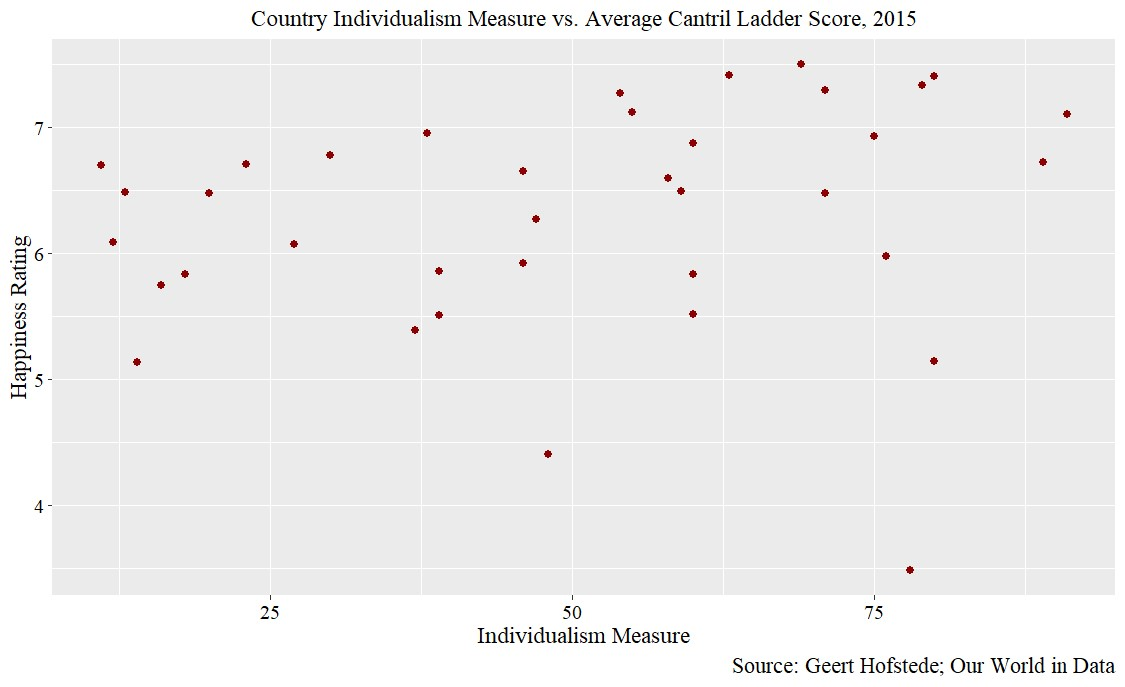 Country Individualism Measure vs. Average Cantril Ladder Score, 2015
Happiness Rating
7
6
5
4
25 50 75
Individualism Measure
Source: Geert Hofstede; Our World in Data